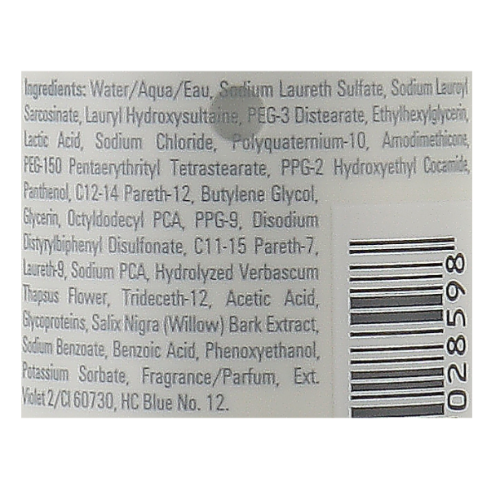 Ingredients: Water/Aqua/Eau, Sodium Laureth Sulfate, Sodium Lauroyl
Sarcosinate, Lauryl Hydroxysultaine, PEG-3 Distearate, Ethylhexylglycerin,
Lactic Acid, Sodium Chloride, Polyquaternium-10, Amodimethicone,
PEG-150 Pentaerythrityl Tetrastearate, PPG-2 Hydroxyethyl Cocamide,
Panthenol, C12-14 Pareth-12, Butylene Glycol,
Glycerin, Octyldodecyl PCA, PPG-9, Disodium
Distyrylbiphenyl Disulfonate, C11-15 Pareth-7,
Laureth-9, Sodium PCA, Hydrolyzed Verbascum
Thapsus Flower, Trideceth-12, Acetic Acid,
Glycoproteins, Salix Nigra (Willow) Bark Extract,
Sodium Benzoate, Benzoic Acid, Phenoxyethanol,
Potassium Sorbate, Fragrance/Parfum, Ext.
Violet 2/CI 60730, HC Blue No. 12.
028598